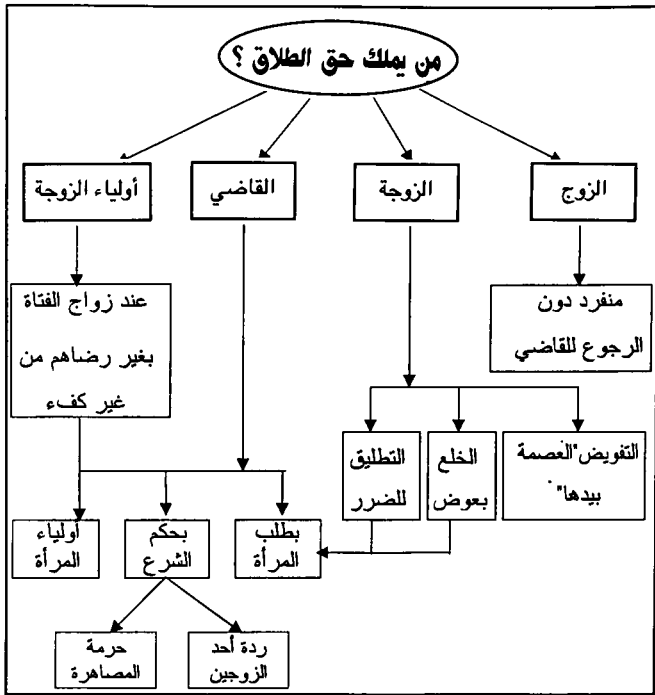 من يملك حق الطلاق ؟
الزوج
الزوجة
القاضي
أولياء الزوجة
منفرد دون
الرجوع للقاضي
عند زواج الفتاة
بغير رضاهم من
غير كفء
التفويض "العصمة
بيدها"
الخلع
بعوض
التطليق
للضرر
بطلب
المرأة
بحكم
الشرع
أولياء
المرأة
ردة أحد
الزوجين
حرمة
المصاهرة